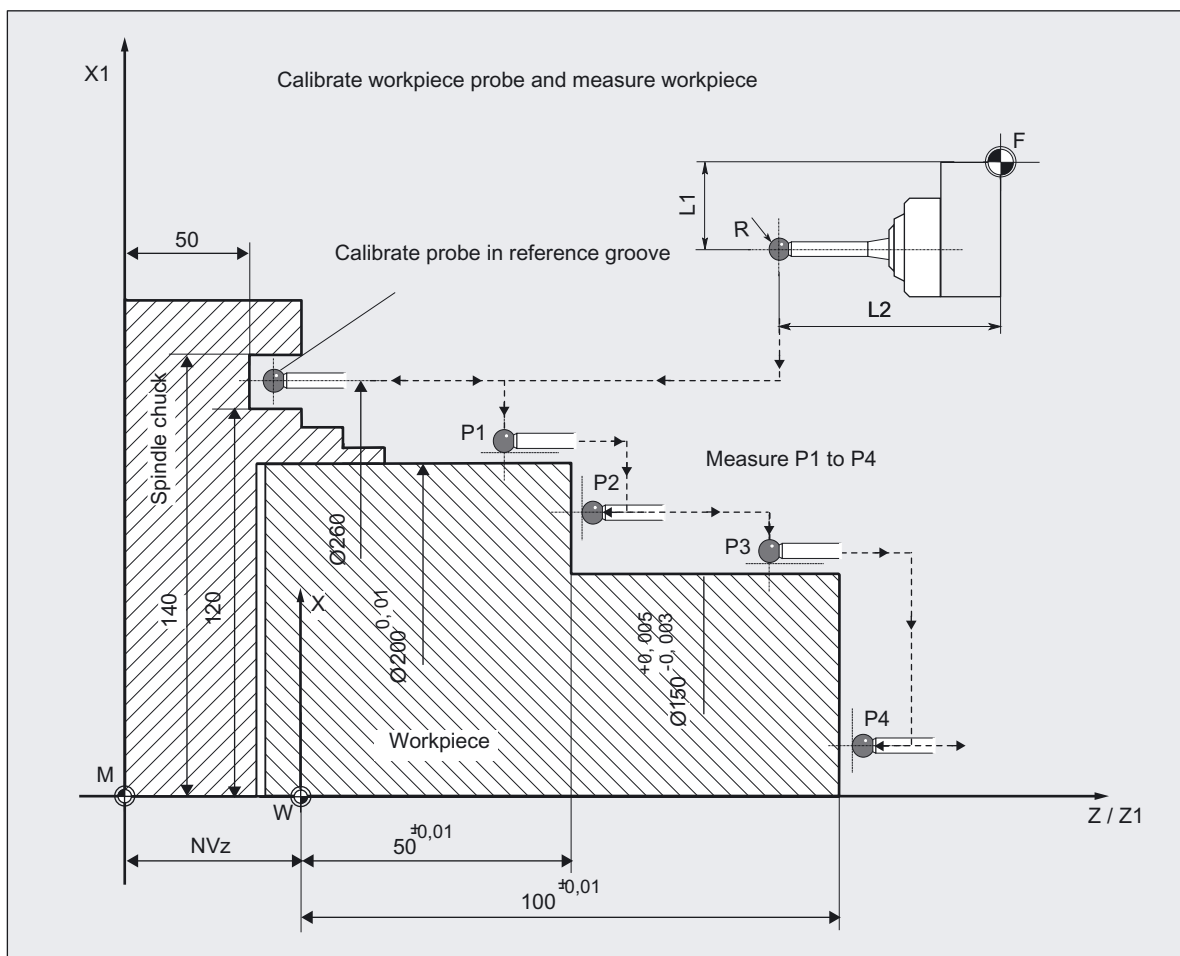 X1
Calibrate workpiece probe and measure workpiece
F
L1
R
50
Calibrate probe in reference groove
L2
Spindle chuck
P1
Measure P1 to P4
P2
P3
Ø260
140
120
X
Ø200 0,01
+0,005
-0,003
Ø150
P4
Workpiece
M
W
Z / Z1
NVz
50 ±0,01
100 ±0,01